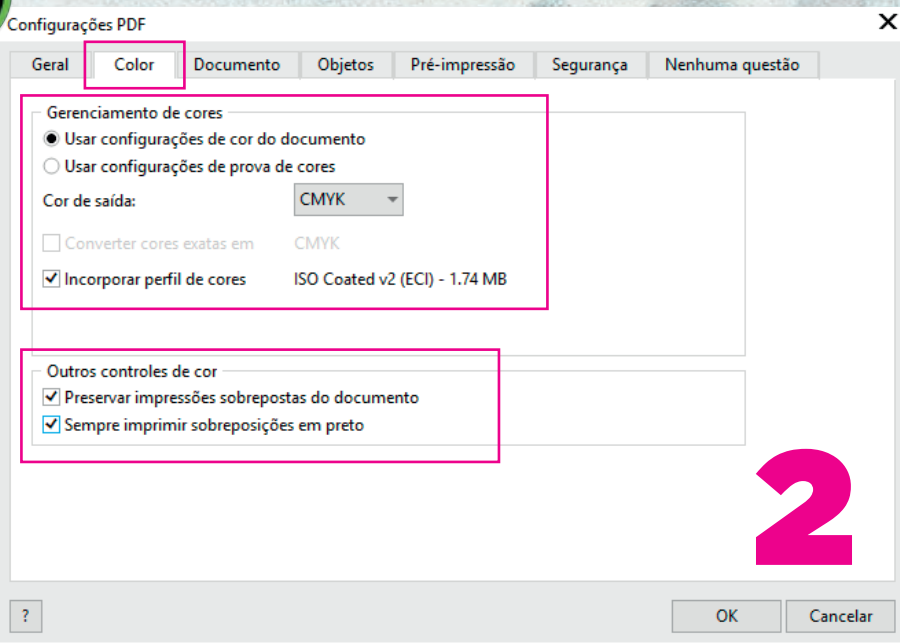 Configurações PDF
Geral Color Documento Objetos Pré-impressão Segurança Nenhuma questão
Gerenciamento de cores
Usar configurações de cor do documento
Usar configurações de prova de cores
Cor de saída: CMYK
Converter cores exatas em CMYK
Incorporar perfil de cores ISO Coated v2 (ECI) - 1.74 MB
Outros controles de cor
Preservar impressões sobrepostas do documento
Sempre imprimir sobreposições em preto
2
? OK Cancelar